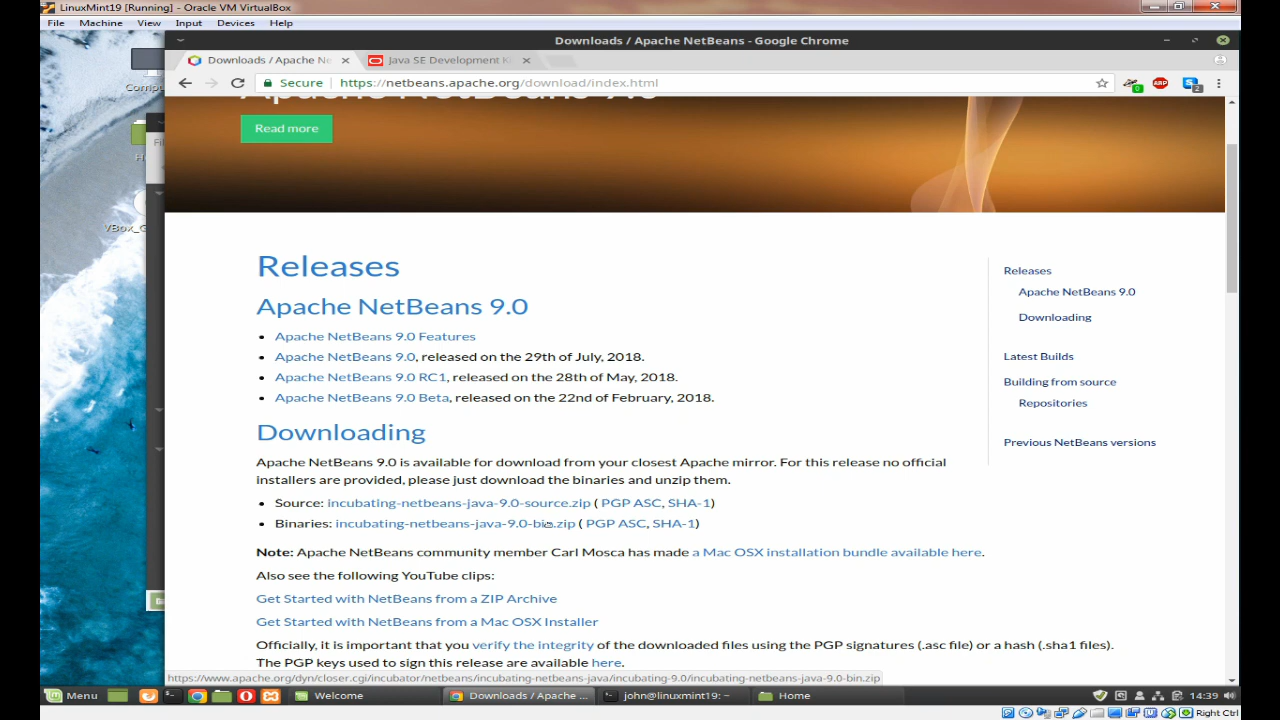 LinuxMint19 [Running] - Oracle VM VirtualBox
File Machine View Input Devices Help
Downloads / Apache NetBeans - Google Chrome
Downloads / Apache Ne
Java SE Development K
Secure https://netbeans.apache.org/download/index.html
Read more
Releases
Apache NetBeans 9.0
Apache NetBeans 9.0 Features
Apache NetBeans 9.0, released on the 29th of July, 2018.
Apache NetBeans 9.0 RC1, released on the 28th of May, 2018.
Apache NetBeans 9.0 Beta, released on the 22nd of February, 2018.
Downloading
Apache NetBeans 9.0 is available for download from your closest Apache mirror. For this release no official
installers are provided, please just download the binaries and unzip them.
Source: incubating-netbeans-java-9.0-source.zip ( PGP ASC, SHA-1)
Binaries: incubating-netbeans-java-9.0-bin.zip ( PGP ASC, SHA-1)
Note: Apache NetBeans community member Carl Mosca has made a Mac OSX installation bundle available here.
Also see the following YouTube clips:
Get Started with NetBeans from a ZIP Archive
Get Started with NetBeans from a Mac OSX Installer
Officially, it is important that you verify the integrity of the downloaded files using the PGP signatures (.asc file) or a hash (.sha1 files).
The PGP keys used to sign this release are available here.
Releases
Apache NetBeans 9.0
Downloading
Latest Builds
Building from source
Repositories
Previous NetBeans versions
https://www.apache.org/dyn/closer.cgi/incubator/netbeans/incubating-netbeans-java/incubating-9.0/incubating-netbeans-java-9.0-bin.zip
Menu
Welcome
Downloads / Apache ...
john@linuxmint19: ~
Home
14:39
Right Ctrl